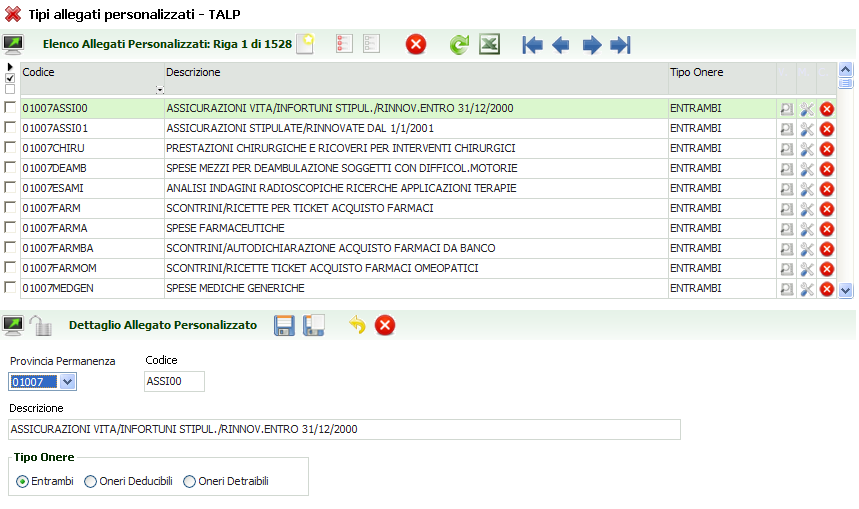 Tipi allegati personalizzati - TALP
Elenco Allegati Personalizzati: Riga 1 di 1528
Codice Descrizione Tipo Onere
01007ASSI00 ASSICURAZIONI VITA/INFORTUNI STIPUL./RINNOV.ENTRO 31/12/2000 ENTRAMBI
01007ASSI01 ASSICURAZIONI STIPULATE/RINNOVATE DAL 1/1/2001 ENTRAMBI
01007CHIRU PRESTAZIONI CHIRURGICHE E RICOVERI PER INTERVENTI CHIRURGICI ENTRAMBI
01007DEAMB SPESE MEZZI PER DEAMBULAZIONE SOGGETTI CON DIFFICOL.MOTORIE ENTRAMBI
01007ESAMI ANALISI INDAGINI RADIOSCOPICHE RICERCHE APPLICAZIONI TERAPIE ENTRAMBI
01007FARM SCONTRINI/RICETTE PER TICKET ACQUISTO FARMACI ENTRAMBI
01007FARMA SPESE FARMACEUTICHE ENTRAMBI
01007FARMBA SCONTRINI/AUTODICHIARAZIONE ACQUISTO FARMACI DA BANCO ENTRAMBI
01007FARMOM SCONTRINI/RICETTE TICKET ACQUISTO FARMACI OMEOPATICI ENTRAMBI
01007MEDGEN SPESE MEDICHE GENERICHE ENTRAMBI
Dettaglio Allegato Personalizzato
Provincia Permanenza Codice
01007 ASSI00
Descrizione
ASSICURAZIONI VITA/INFORTUNI STIPUL./RINNOV.ENTRO 31/12/2000
Tipo Onere
Entrambi Oneri Deducibili Oneri Detraibili